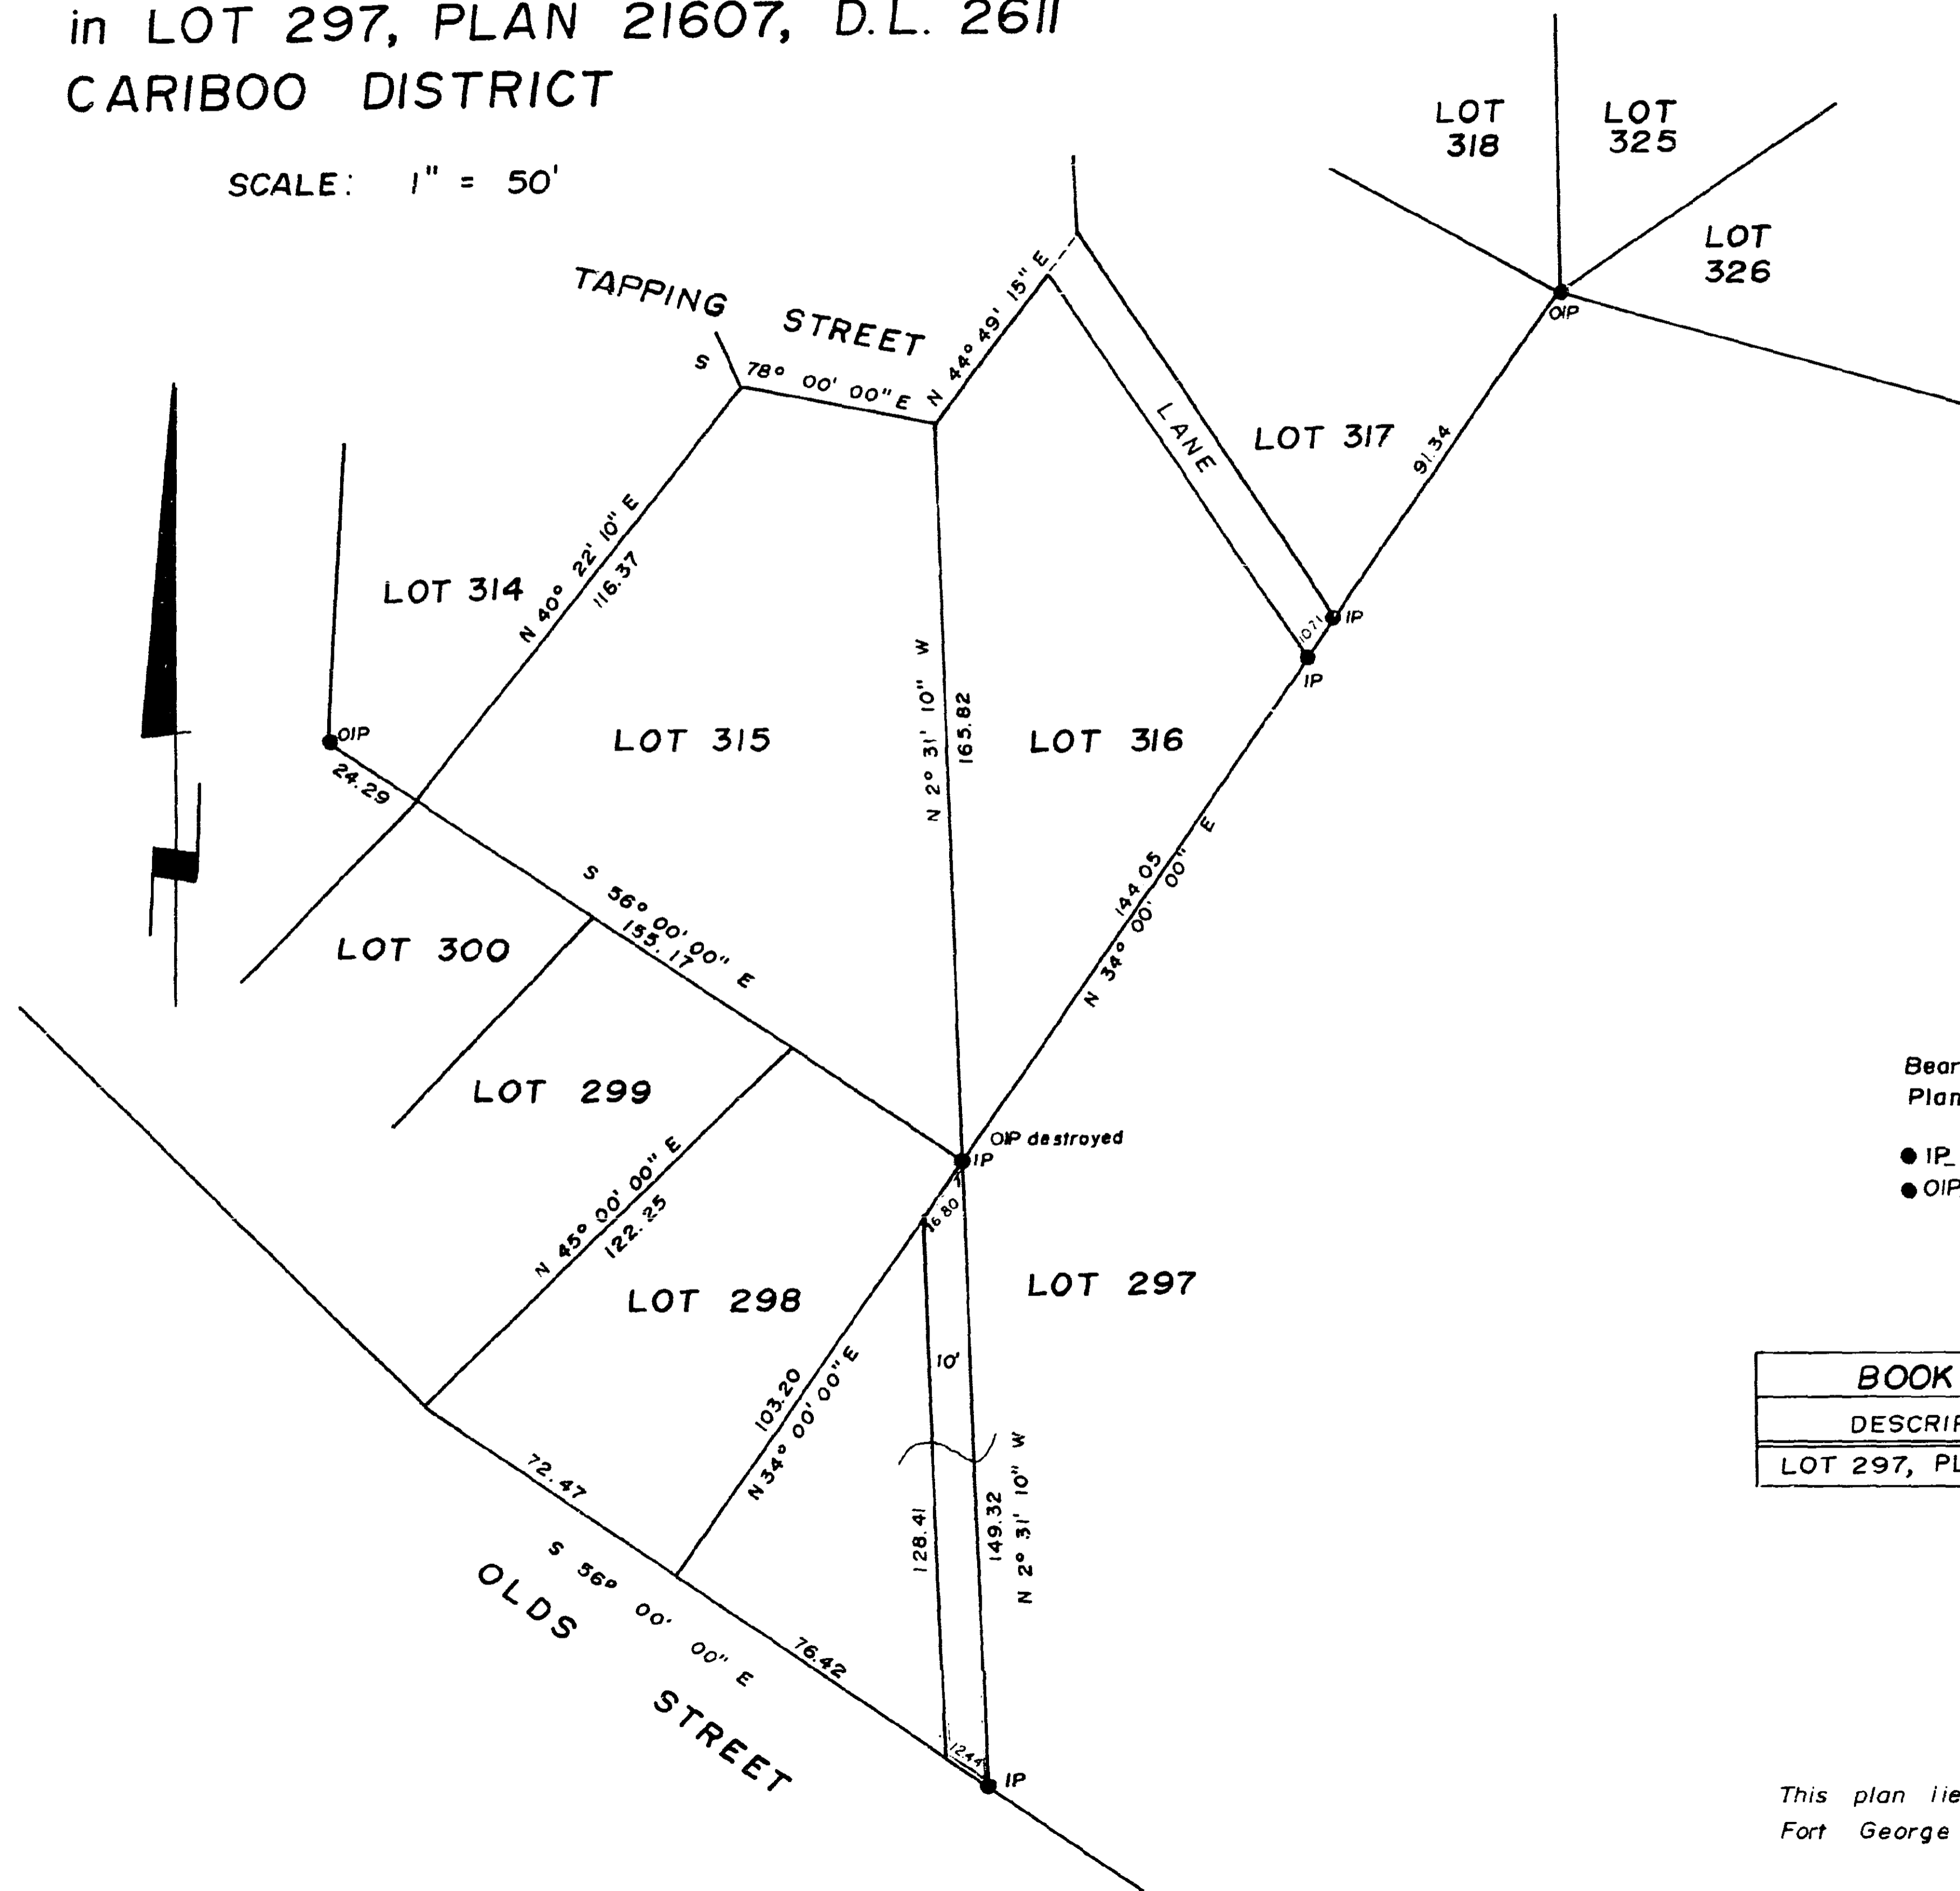 in LOT 297, PLAN 21607, D.L. 2611
CARIBOO DISTRICT
SCALE: 1" = 50'
LOT
318
LOT
325
LOT
326
OIP
TAPPING STREET
S 78° 00' 00" E
N 44° 49' 15" E
LANE
LOT 317
91.34
LOT 314
N 40° 22' 10" E
116.37
IP
10.71
IP
OIP
24.29
LOT 315
N 2° 31' 10" W
165.82
LOT 316
144.05
N 34° 00' 00" E
S 56° 00' 00" E
155.17
LOT 300
LOT 299
OIP destroyed
IP
16.80
N 45° 00' 00" E
122.25
LOT 298
LOT 297
10'
103.20
N 34° 00' 00" E
72.47
128.41
149.32
N 2° 31' 10" W
S 56° 00' 00" E
76.42
OLDS STREET
12.44
IP
Bear
Plan
IP
OIP
BOOK
DESCRIP
LOT 297, PL
This plan lie
Fort George